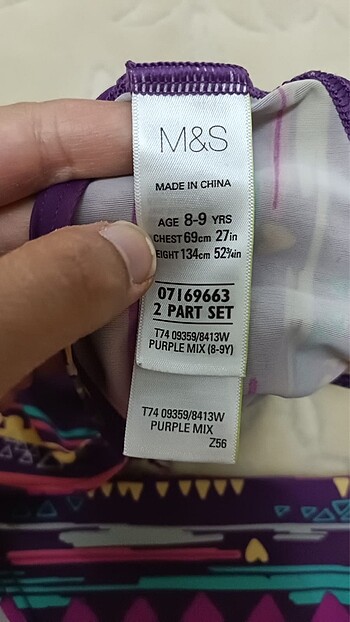 M&S
MADE IN CHINA
AGE 8-9 YRS
CHEST 69cm 27in
EIGHT 134cm 52¾in
07169663
2 PART SET
T74 09359/8413W
PURPLE MIX (8-9Y)
T74 09359/8413W
PURPLE MIX
Z56